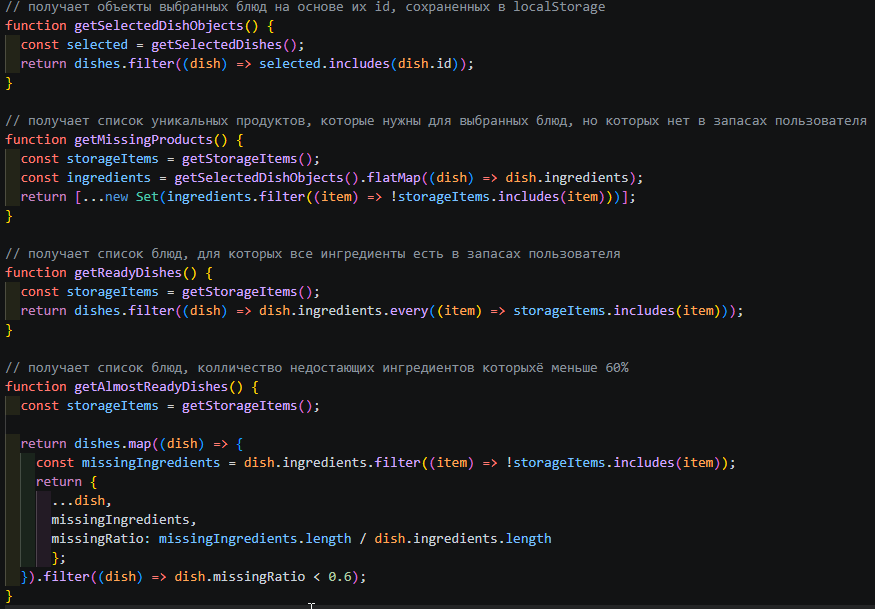 // получает объекты выбранных блюд на основе их id, сохраненных в localStorage
function getSelectedDishObjects() {
  const selected = getSelectedDishes();
  return dishes.filter((dish) => selected.includes(dish.id));
}

// получает список уникальных продуктов, которые нужны для выбранных блюд, но которых нет в запасах пользователя
function getMissingProducts() {
  const storageItems = getStorageItems();
  const ingredients = getSelectedDishObjects().flatMap((dish) => dish.ingredients);
  return [...new Set(ingredients.filter((item) => !storageItems.includes(item)))];
}

// получает список блюд, для которых все ингредиенты есть в запасах пользователя
function getReadyDishes() {
  const storageItems = getStorageItems();
  return dishes.filter((dish) => dish.ingredients.every((item) => storageItems.includes(item)));
}

// получает список блюд, колличество недостающих ингредиентов которыхё меньше 60%
function getAlmostReadyDishes() {
  const storageItems = getStorageItems();

  return dishes.map((dish) => {
    const missingIngredients = dish.ingredients.filter((item) => !storageItems.includes(item));
    return {
      ...dish,
      missingIngredients,
      missingRatio: missingIngredients.length / dish.ingredients.length
      };
  }).filter((dish) => dish.missingRatio < 0.6);
}